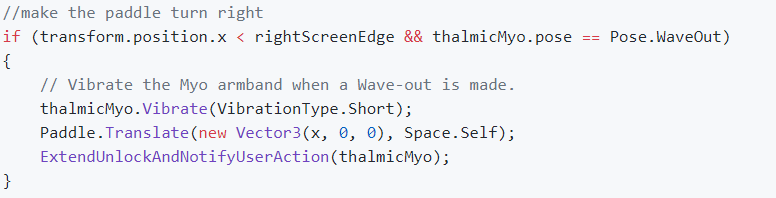 //make the paddle turn right
if (transform.position.x < rightScreenEdge && thalmicMyo.pose == Pose.WaveOut)
{
    // Vibrate the Myo armband when a Wave-out is made.
    thalmicMyo.Vibrate(VibrationType.Short);
    Paddle.Translate(new Vector3(x, 0, 0), Space.Self);
    ExtendUnlockAndNotifyUserAction(thalmicMyo);
}